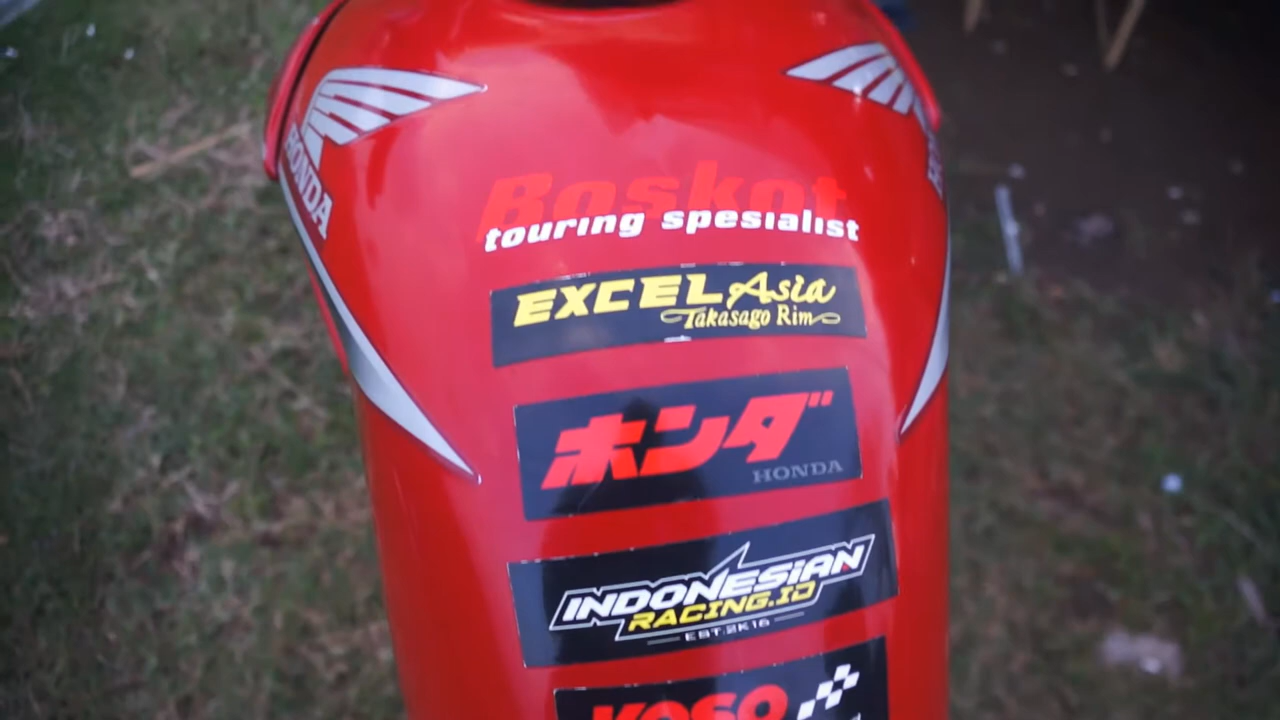 HONDA
Boskot
touring spesialist
EXCEL Asia
Takasago Rim
ホンダ
HONDA
INDONESIAN
RACING.ID
EST.2K16